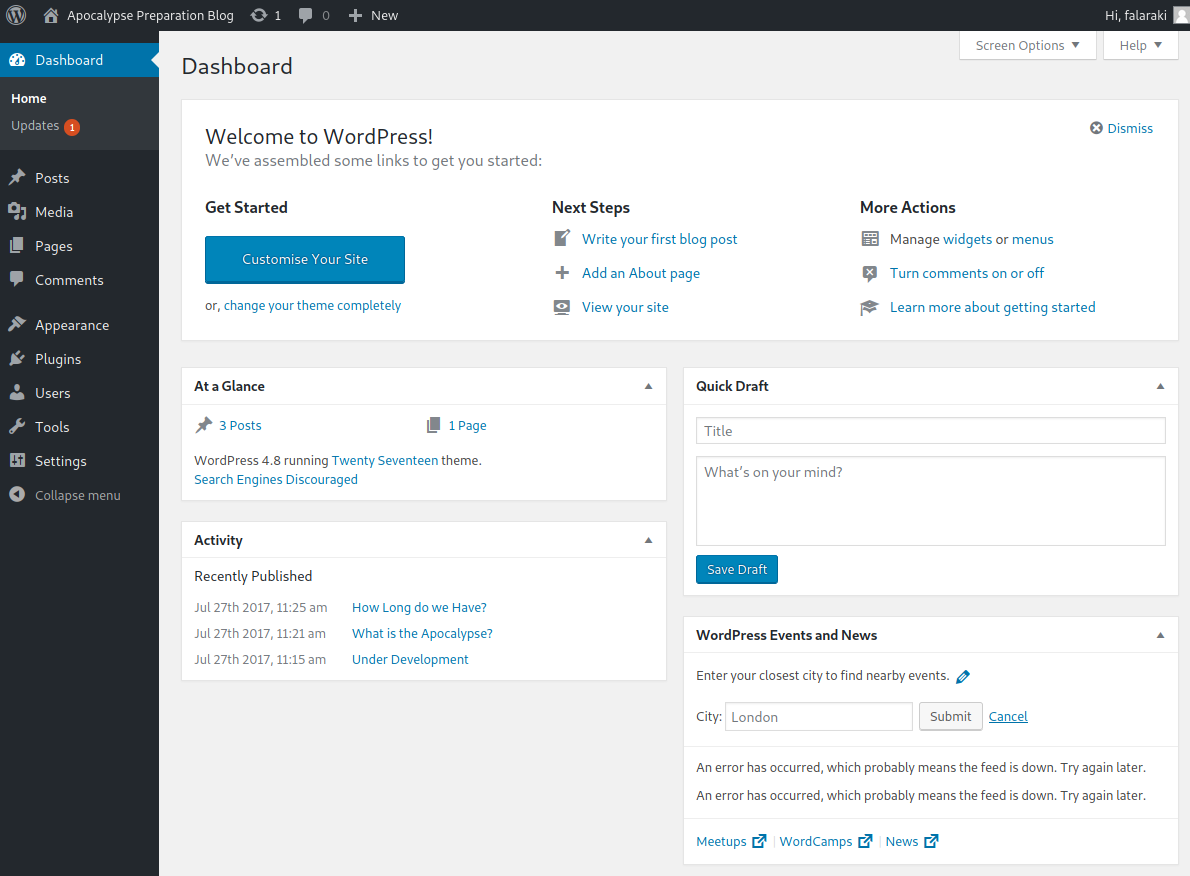 Apocalypse Preparation Blog 1 0 New Hi, falaraki
Dashboard
Home
Updates 1
Posts
Media
Pages
Comments
Appearance
Plugins
Users
Tools
Settings
Collapse menu
Screen Options Help
Dashboard
Welcome to WordPress!
Dismiss
We've assembled some links to get you started:
Get Started
Customise Your Site
or, change your theme completely
Next Steps
Write your first blog post
Add an About page
View your site
More Actions
Manage widgets or menus
Turn comments on or off
Learn more about getting started
At a Glance
3 Posts 1 Page
WordPress 4.8 running Twenty Seventeen theme.
Search Engines Discouraged
Activity
Recently Published
Jul 27th 2017, 11:25 am How Long do we Have?
Jul 27th 2017, 11:21 am What is the Apocalypse?
Jul 27th 2017, 11:15 am Under Development
Quick Draft
Title
What's on your mind?
Save Draft
WordPress Events and News
Enter your closest city to find nearby events.
City: London Submit Cancel
An error has occurred, which probably means the feed is down. Try again later.
An error has occurred, which probably means the feed is down. Try again later.
Meetups WordCamps News